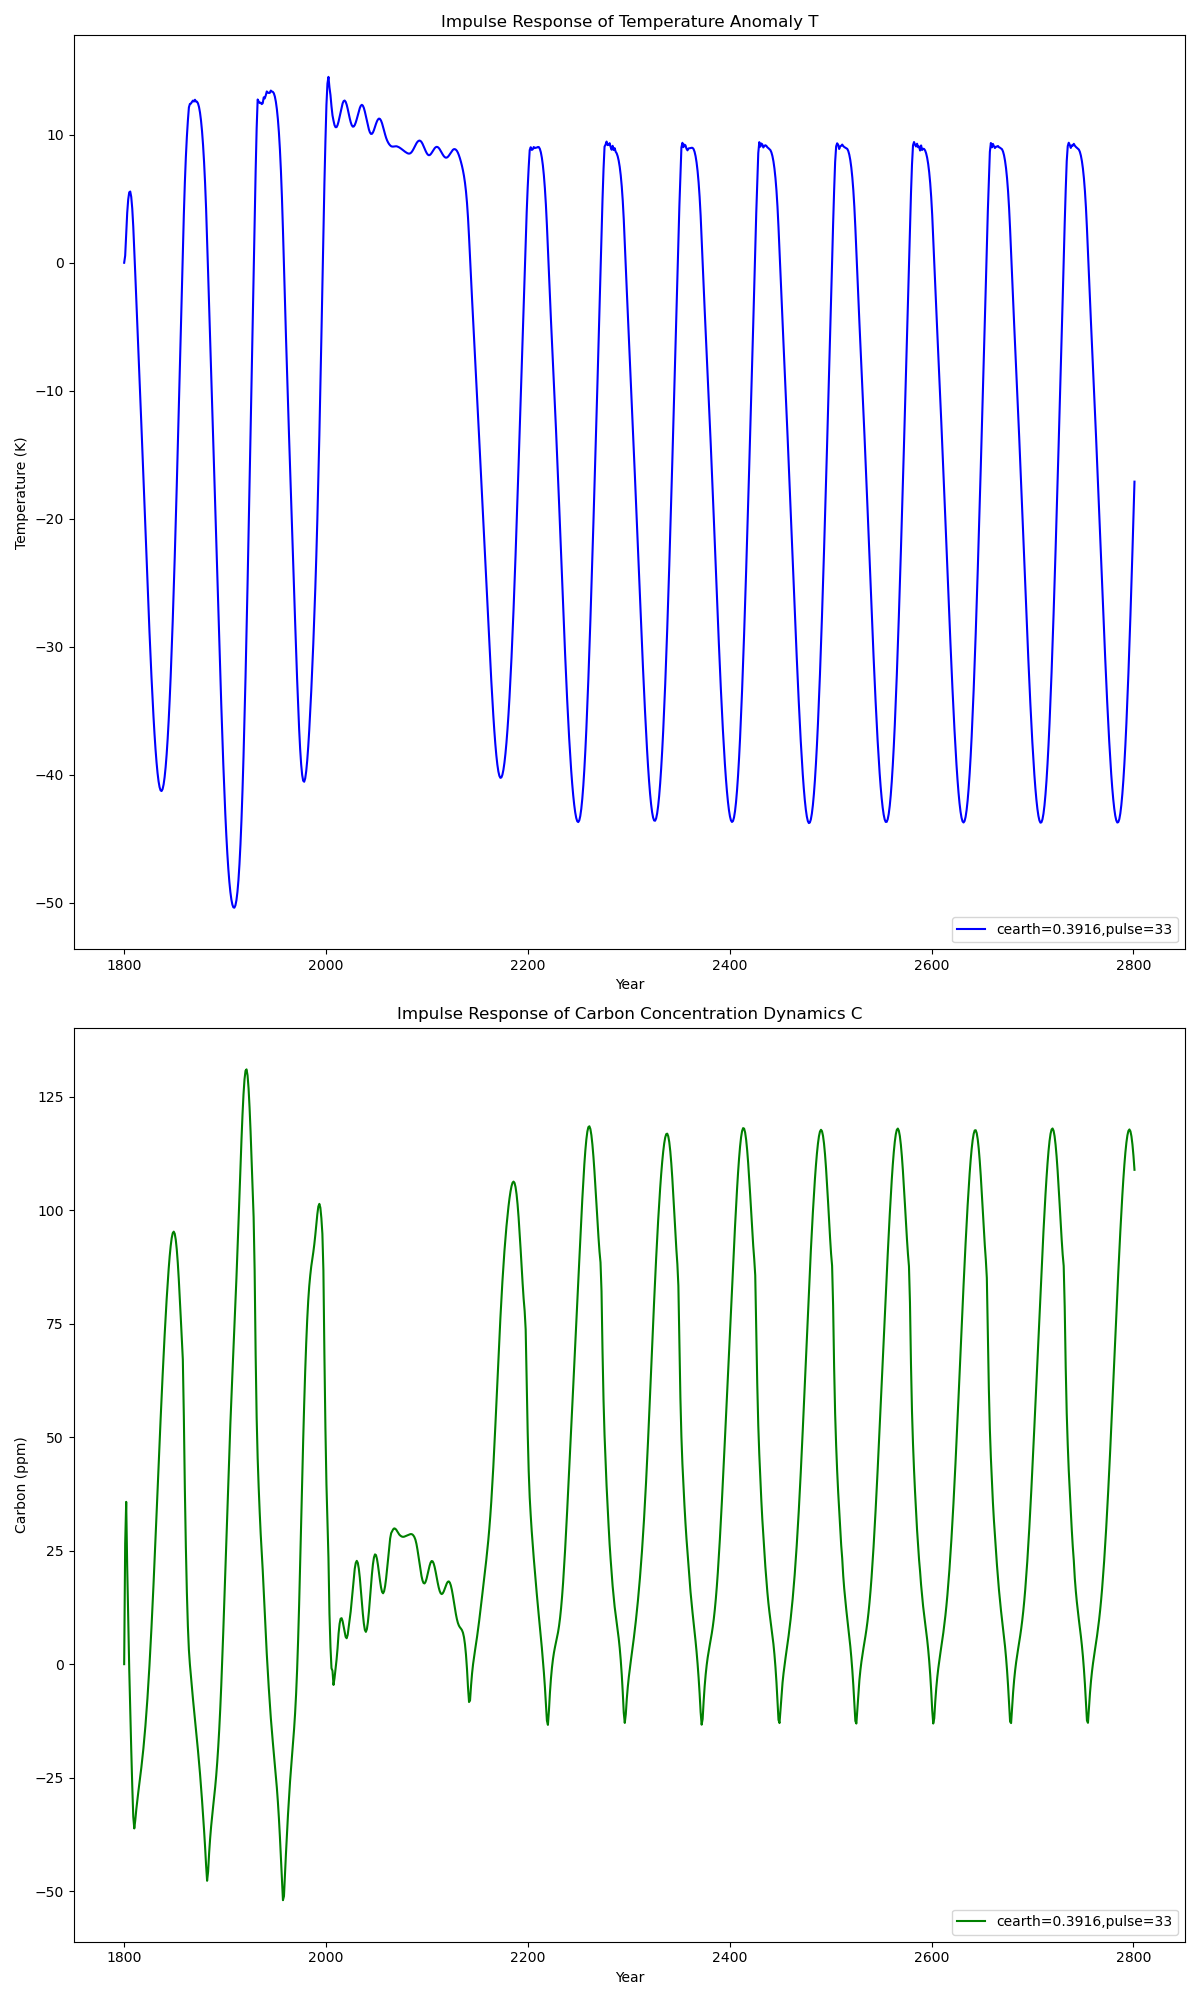 Impulse Response of Temperature Anomaly T
Temperature (K)
10
0
−10
−20
−30
−40
−50
cearth=0.3916,pulse=33
1800 2000 2200 2400 2600 2800
Year
Impulse Response of Carbon Concentration Dynamics C
Carbon (ppm)
125
100
75
50
25
0
−25
−50
cearth=0.3916,pulse=33
1800 2000 2200 2400 2600 2800
Year